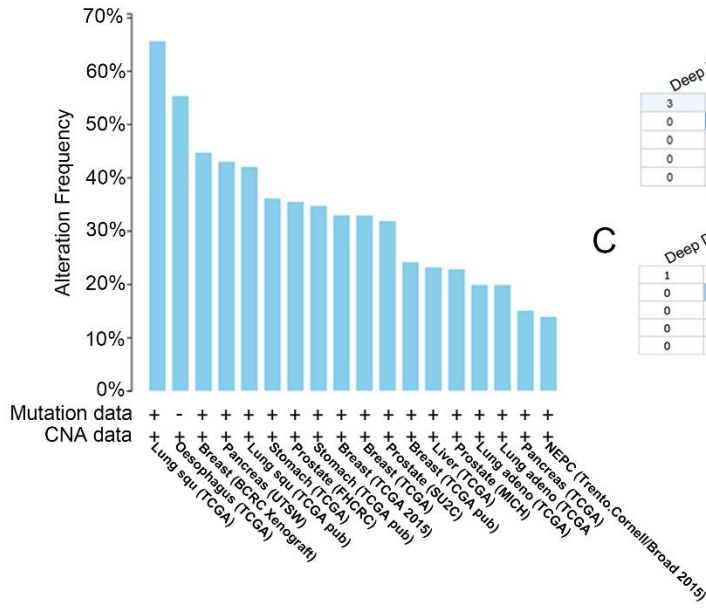 70%
60%
50%
40%
30%
20%
10%
0%
Alteration Frequency
Mutation data + - + + + + + + + + + + + + + + + +
CNA data + + + + + + + + + + + + + + + + + +
Lung squ (TCGA)
Oesophagus (TCGA)
Breast (BCRC Xenograft)
Pancreas (UTSW)
Lung squ (TCGA pub)
Stomach (TCGA)
Prostate (FHCRC)
Stomach (TCGA pub)
Breast (TCGA 2015)
Breast (TCGA)
Prostate (SU2C)
Breast (TCGA pub)
Liver (TCGA)
Prostate (MICH)
Lung adeno (TCGA)
Lung adeno (TCGA
Pancreas (TCGA)
NEPC (Trento.Cornell/Broad 2015)
Deep
3
0
0
0
0
C
Deep
1
0
0
0
0